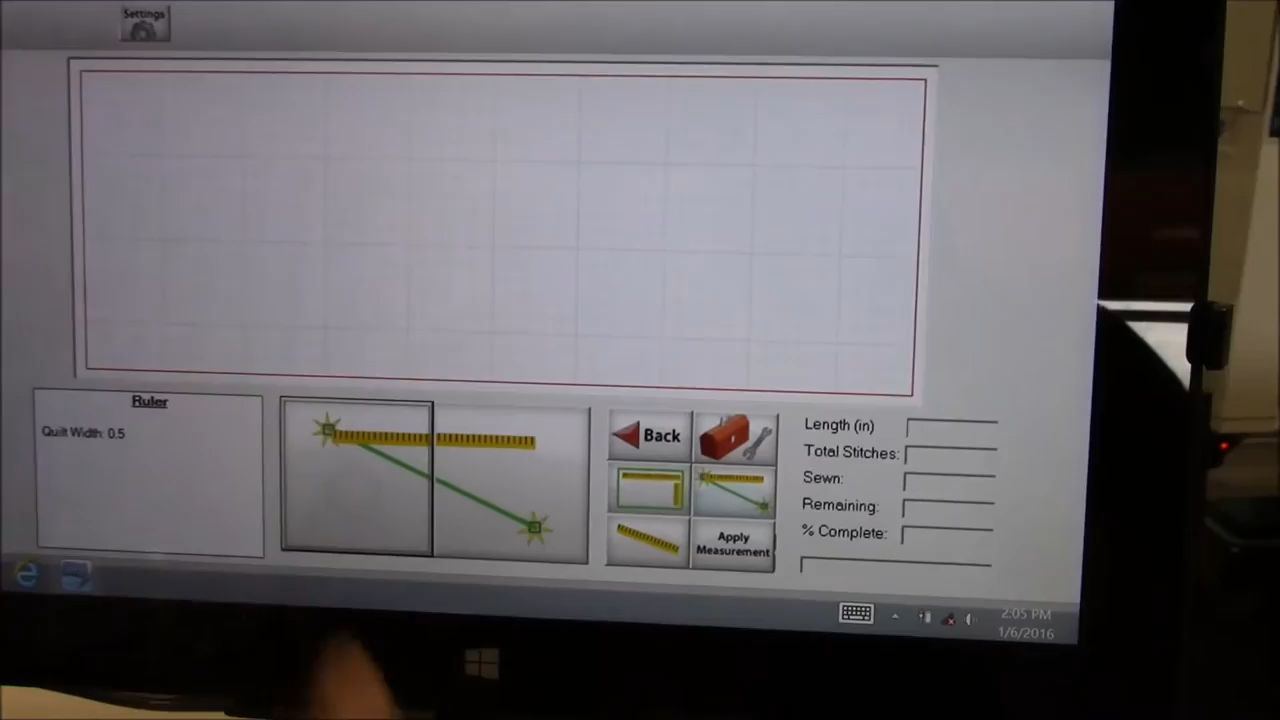 Settings
Ruler
Quilt Width: 0.5
Back
Apply
Measurement
Length (in)
Total Stitches:
Sewn:
Remaining:
% Complete:
2:05 PM
1/6/2016